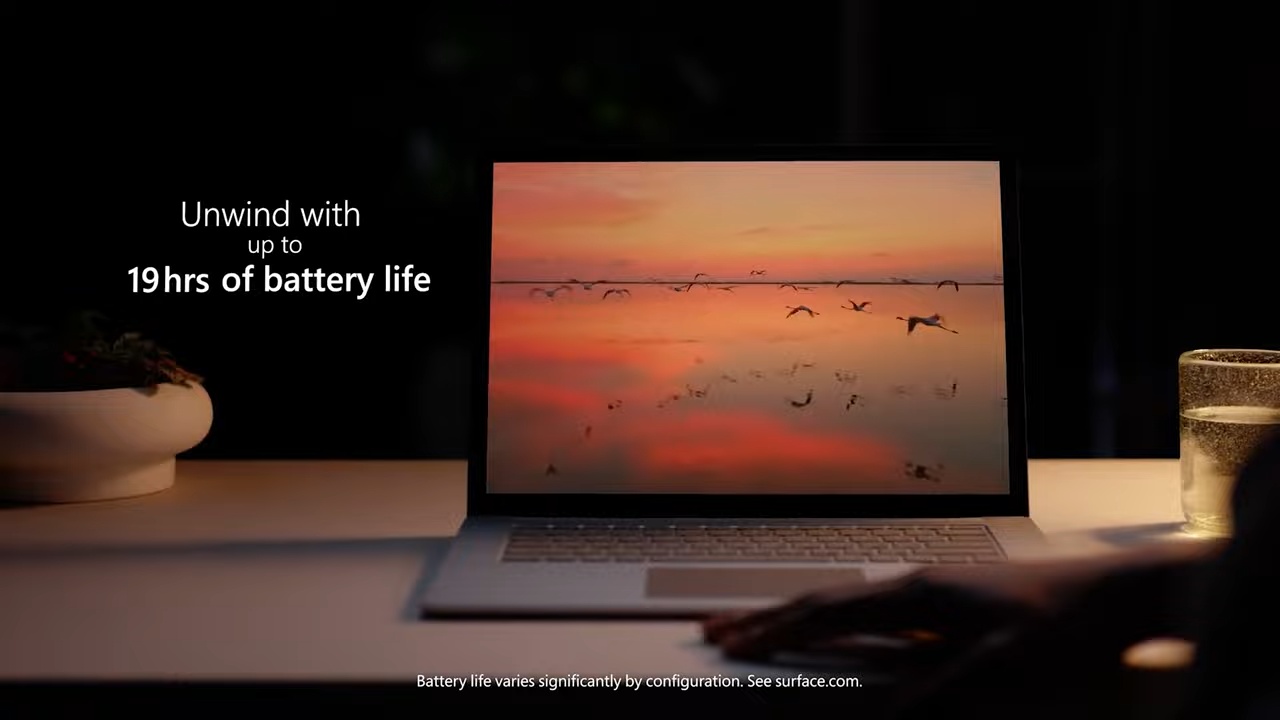 Unwind with
up to
19hrs of battery life
Battery life varies significantly by configuration. See surface.com.